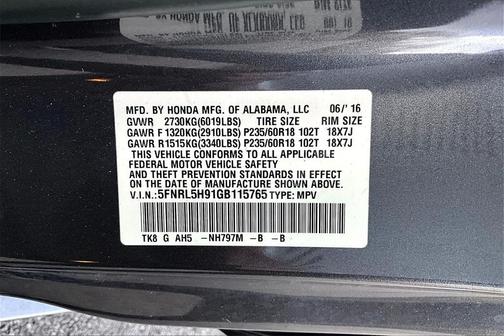 MFD. BY HONDA MFG. OF ALABAMA, LLC 06/'16
GVWR 2730KG(6019LBS) TIRE SIZE RIM SIZE
GAWR F 1320KG(2910LBS) P235/60R18 102T 18X7J
GAWR R1515KG(3340LBS) P235/60R18 102T 18X7J
THIS VEHICLE CONFORMS TO ALL APPLICABLE
FEDERAL MOTOR VEHICLE SAFETY
AND THEFT PREVENTION STANDARDS IN EFFECT
ON THE DATE OF MANUFACTURE SHOWN ABOVE.
V.I.N.:5FNRL5H91GB115765 TYPE: MPV
TK8 G AH5 -NH797M -B -B